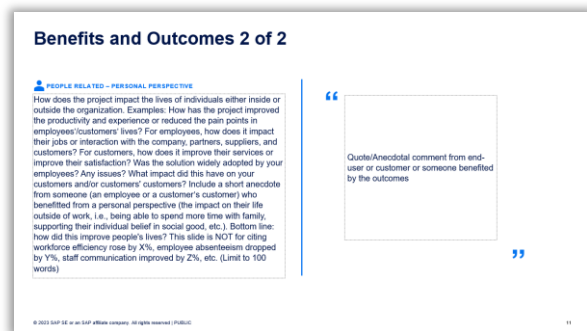 Benefits and Outcomes 2 of 2
PEOPLE RELATED – PERSONAL PERSPECTIVE
How does the project impact the lives of individuals either inside or
outside the organization. Examples: How has the project improved
the productivity and experience or reduced the pain points in
employees'/customers' lives? For employees, how does it impact
their jobs or interaction with the company, partners, suppliers, and
customers? For customers, how does it improve their services or
improve their satisfaction? Was the solution widely adopted by your
employees? Any issues? What impact did this have on your
customers and/or customers' customers? Include a short anecdote
from someone (an employee or a customer's customer) who
benefitted from a personal perspective (the impact on their life
outside of work, i.e., being able to spend more time with family,
supporting their individual belief in social good, etc.). Bottom line:
how did this improve people's lives? This slide is NOT for citing
workforce efficiency rose by X%, employee absenteeism dropped
by Y%, staff communication improved by Z%, etc. (Limit to 100
words)
“
Quote/Anecdotal comment from end-
user or customer or someone benefited
by the outcomes
”
© 2023 SAP SE or an SAP affiliate company. All rights reserved | PUBLIC
11